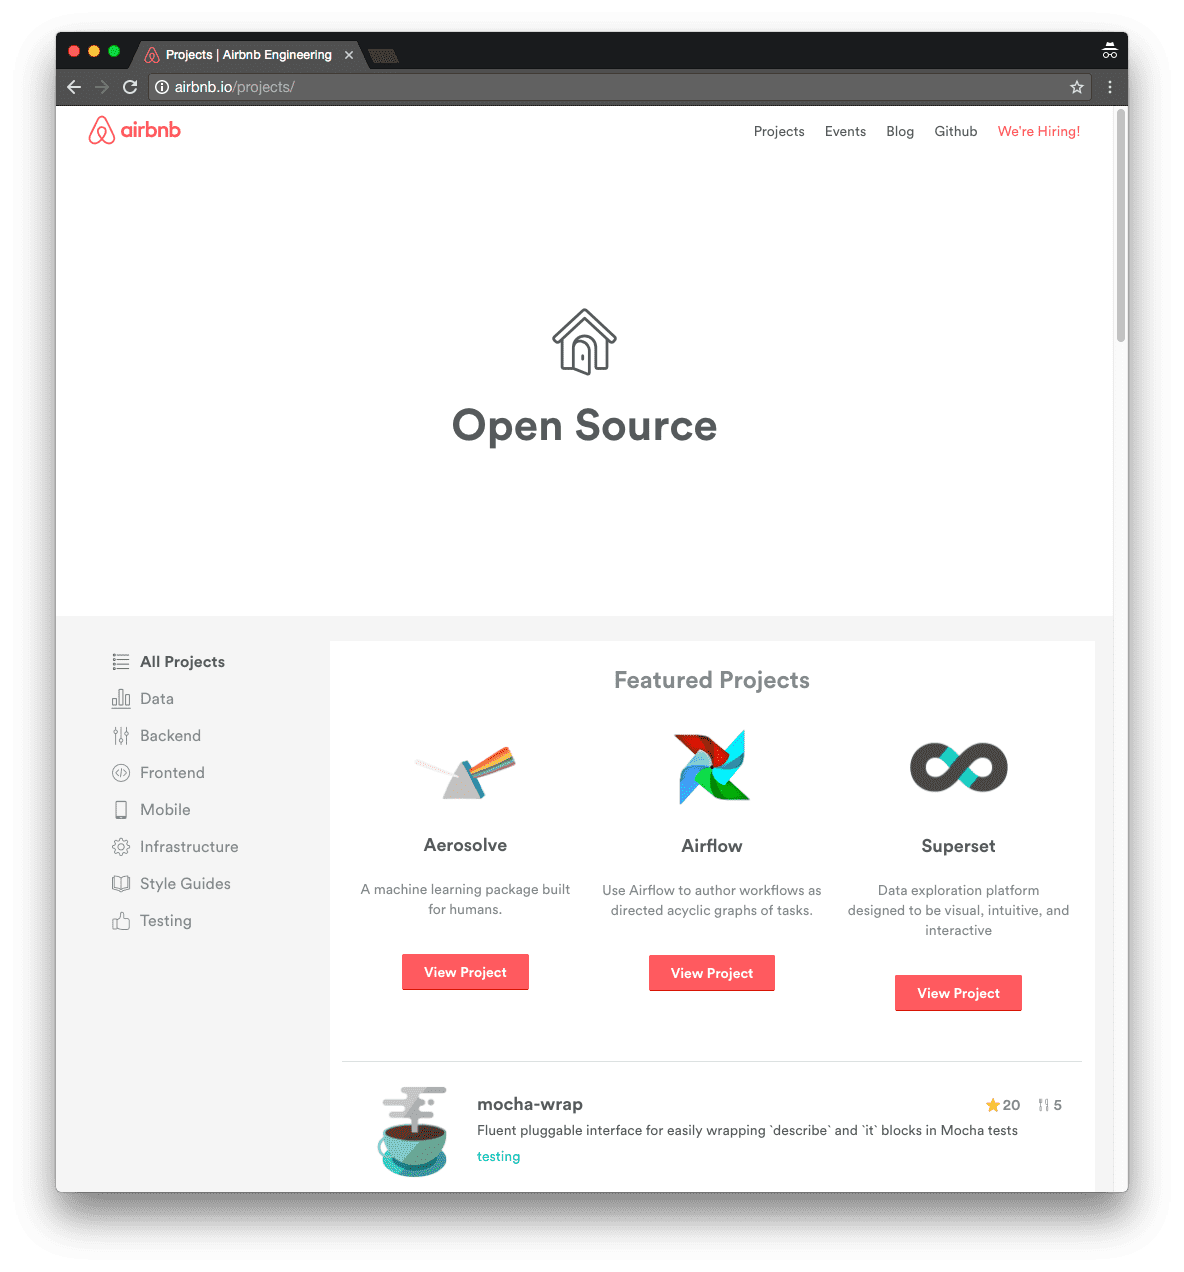 Projects | Airbnb Engineering
airbnb.io/projects/
airbnb
Projects Events Blog Github We're Hiring!
Open Source
All Projects
Data
Backend
Frontend
Mobile
Infrastructure
Style Guides
Testing
Featured Projects
Aerosolve
A machine learning package built
for humans.
View Project
Airflow
Use Airflow to author workflows as
directed acyclic graphs of tasks.
View Project
Superset
Data exploration platform
designed to be visual, intuitive, and
interactive
View Project
mocha-wrap
20 5
Fluent pluggable interface for easily wrapping `describe` and `it` blocks in Mocha tests
testing